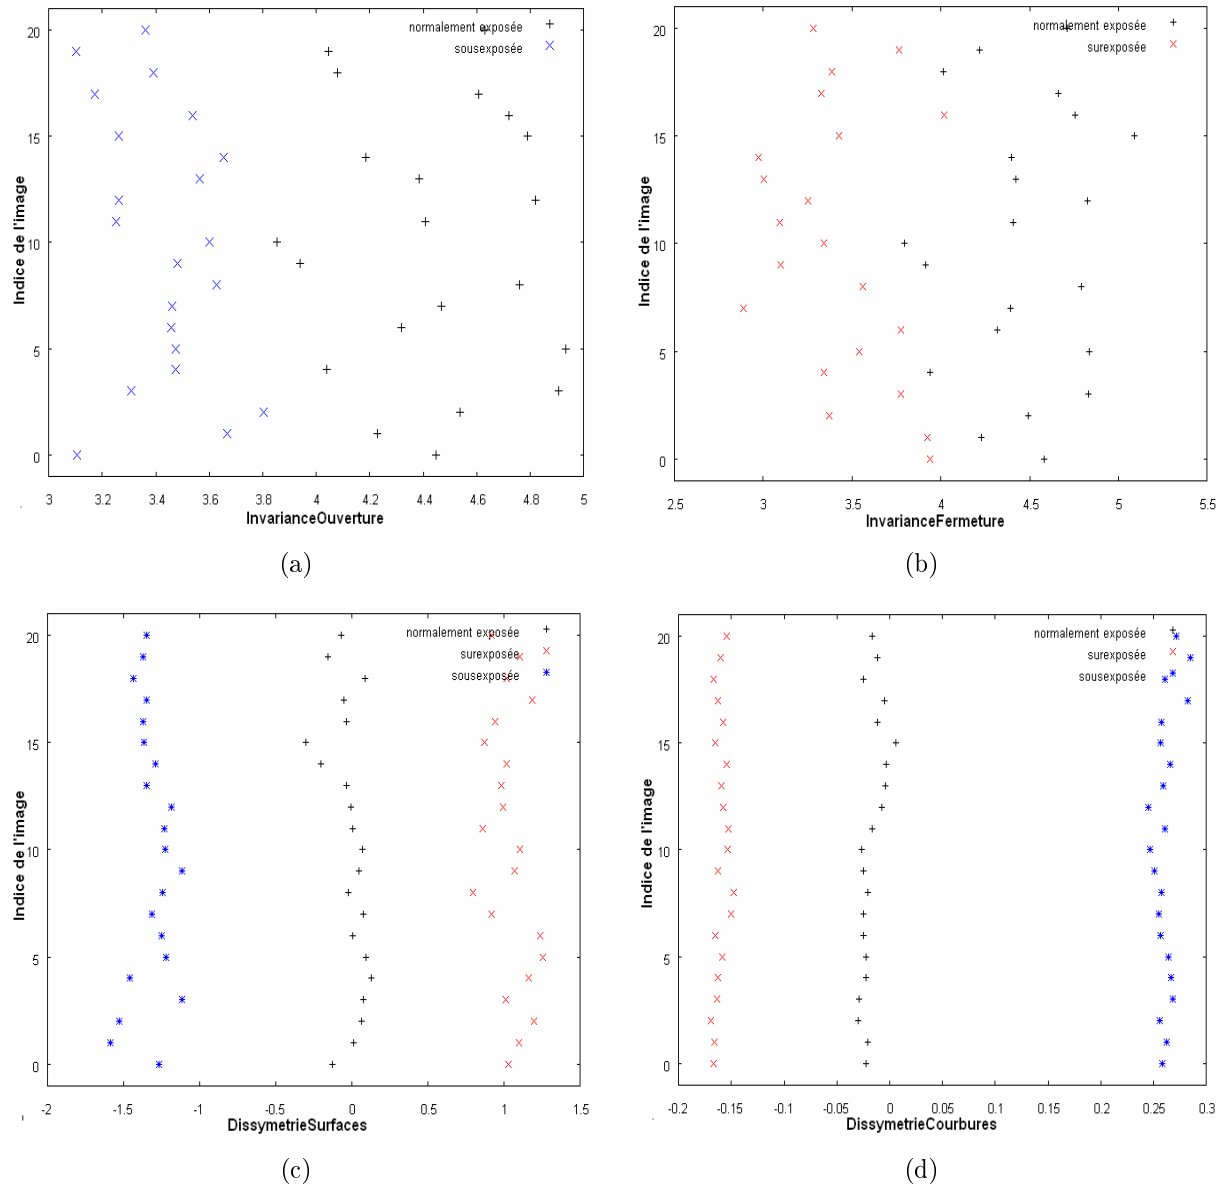 normalement exposée
sousexposée
20
15
10
5
0
Indice de l'image
3 3.2 3.4 3.6 3.8 4 4.2 4.4 4.6 4.8 5
InvarianceOuverture
(a)
normalement exposée
surexposée
20
15
10
5
0
Indice de l'image
2.5 3 3.5 4 4.5 5 5.5
InvarianceFermeture
(b)
normalement exposée
surexposée
sousexposée
20
15
10
5
0
Indice de l'image
-2 -1.5 -1 -0.5 0 0.5 1 1.5
DissymetrieSurfaces
(c)
normalement exposée
surexposée
sousexposée
20
15
10
5
0
Indice de l'image
-0.2 -0.15 -0.1 -0.05 0 0.05 0.1 0.15 0.2 0.25 0.3
DissymetrieCourbures
(d)